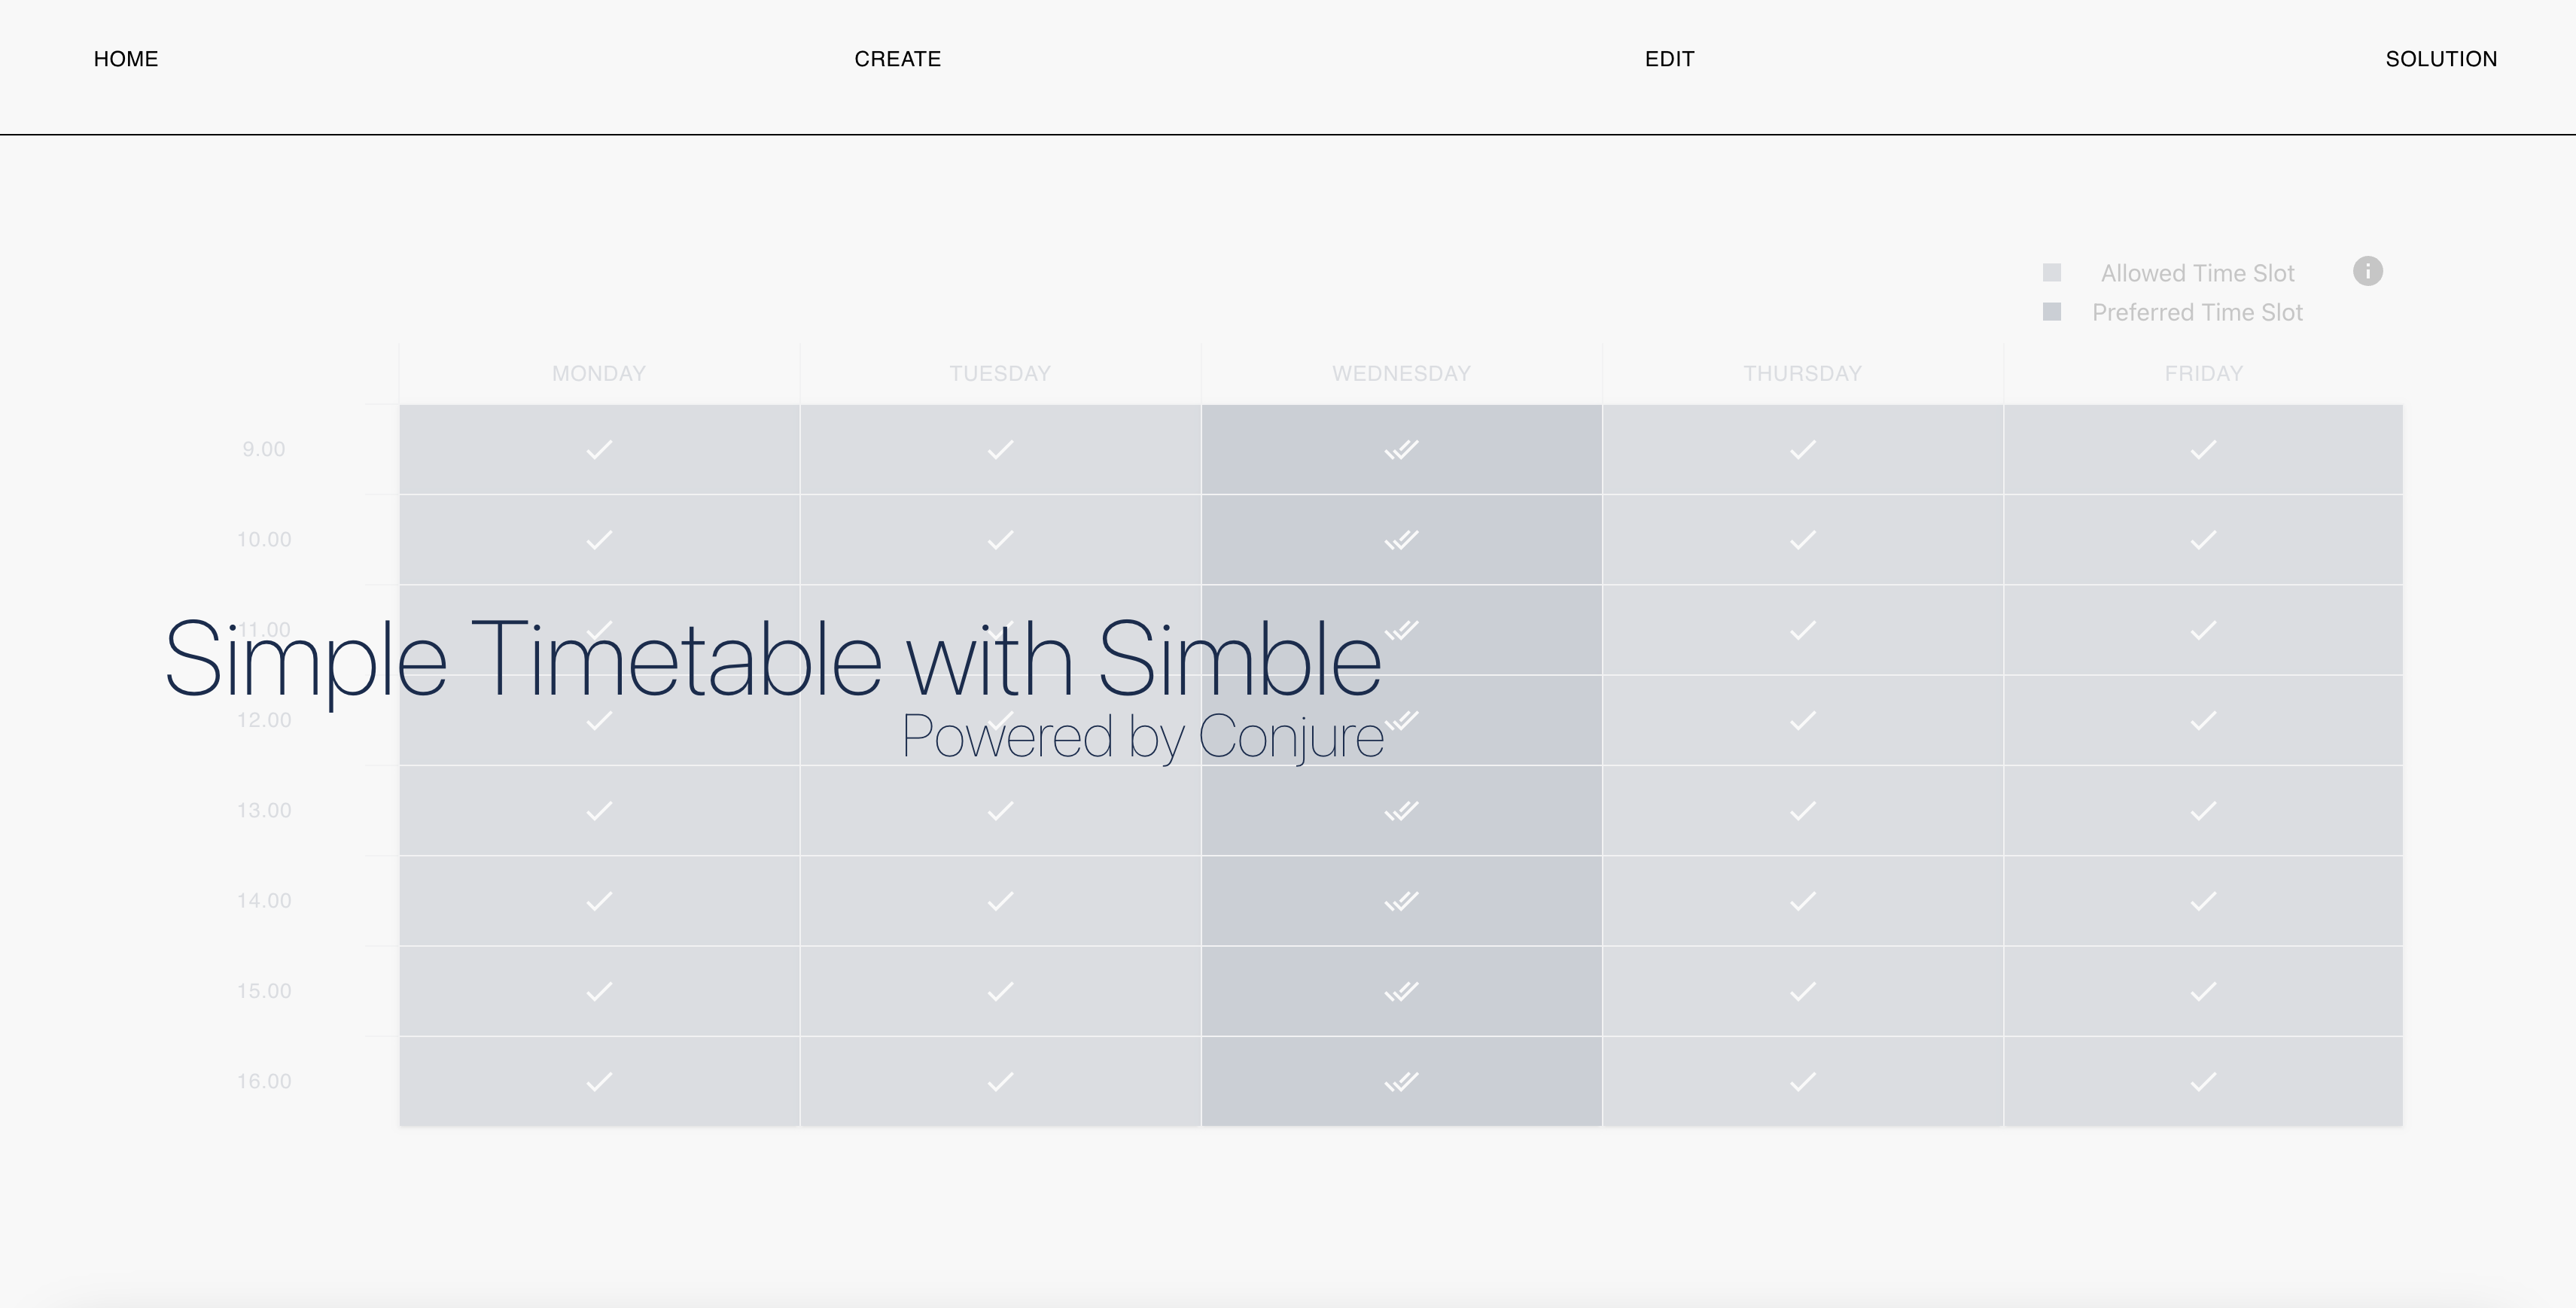 HOME CREATE EDIT SOLUTION
Allowed Time Slot
Preferred Time Slot
MONDAY TUESDAY WEDNESDAY THURSDAY FRIDAY
9.00
10.00
11.00
Simple Timetable with Simble
12.00
Powered by Conjure
13.00
14.00
15.00
16.00